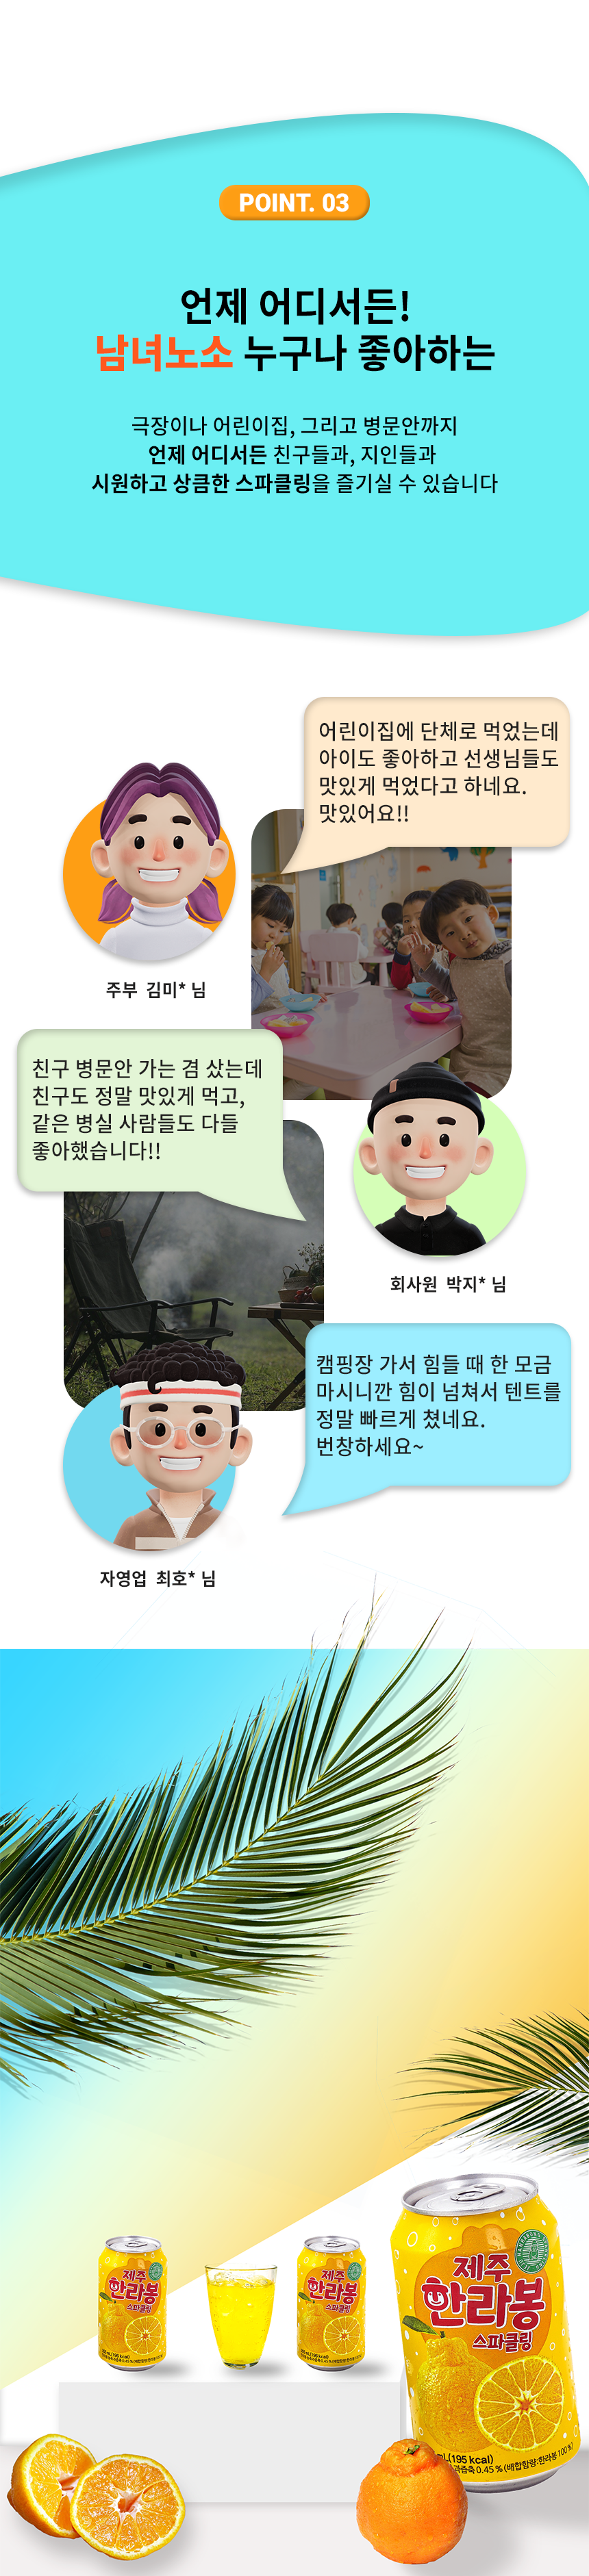 POINT. 03
언제 어디서든!
남녀노소 누구나 좋아하는
극장이나 어린이집, 그리고 병문안까지
언제 어디서든 친구들과, 지인들과
시원하고 상큼한 스파클링을 즐기실 수 있습니다
어린이집에 단체로 먹었는데
아이도 좋아하고 선생님들도
맛있게 먹었다고 하네요.
맛있어요!!
주부 김미* 님
친구 병문안 가는 겸 샀는데
친구도 정말 맛있게 먹고,
같은 병실 사람들도 다들
좋아했습니다!!
회사원 박지* 님
캠핑장 가서 힘들 때 한 모금
마시니깐 힘이 넘쳐서 텐트를
정말 빠르게 쳤네요.
번창하세요~
자영업 최호* 님
제주
한라봉
스파클링
제주
한라봉
스파클링
제주
한라봉
스파클링
(195 kcal)
0.45 % (배합함량:한라봉 100 %)